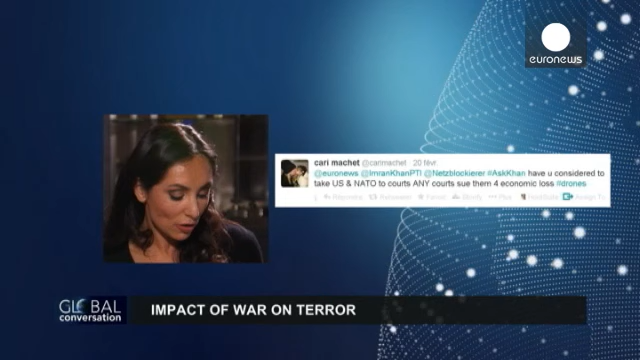 euronews
cari machet @carimachet · 20 févr.
@euronews @ImranKhanPTI @Netzblockierer #AskKhan have u considered to
take US & NATO to courts ANY courts sue them 4 economic loss #drones
GLOBAL
conversation
IMPACT OF WAR ON TERROR